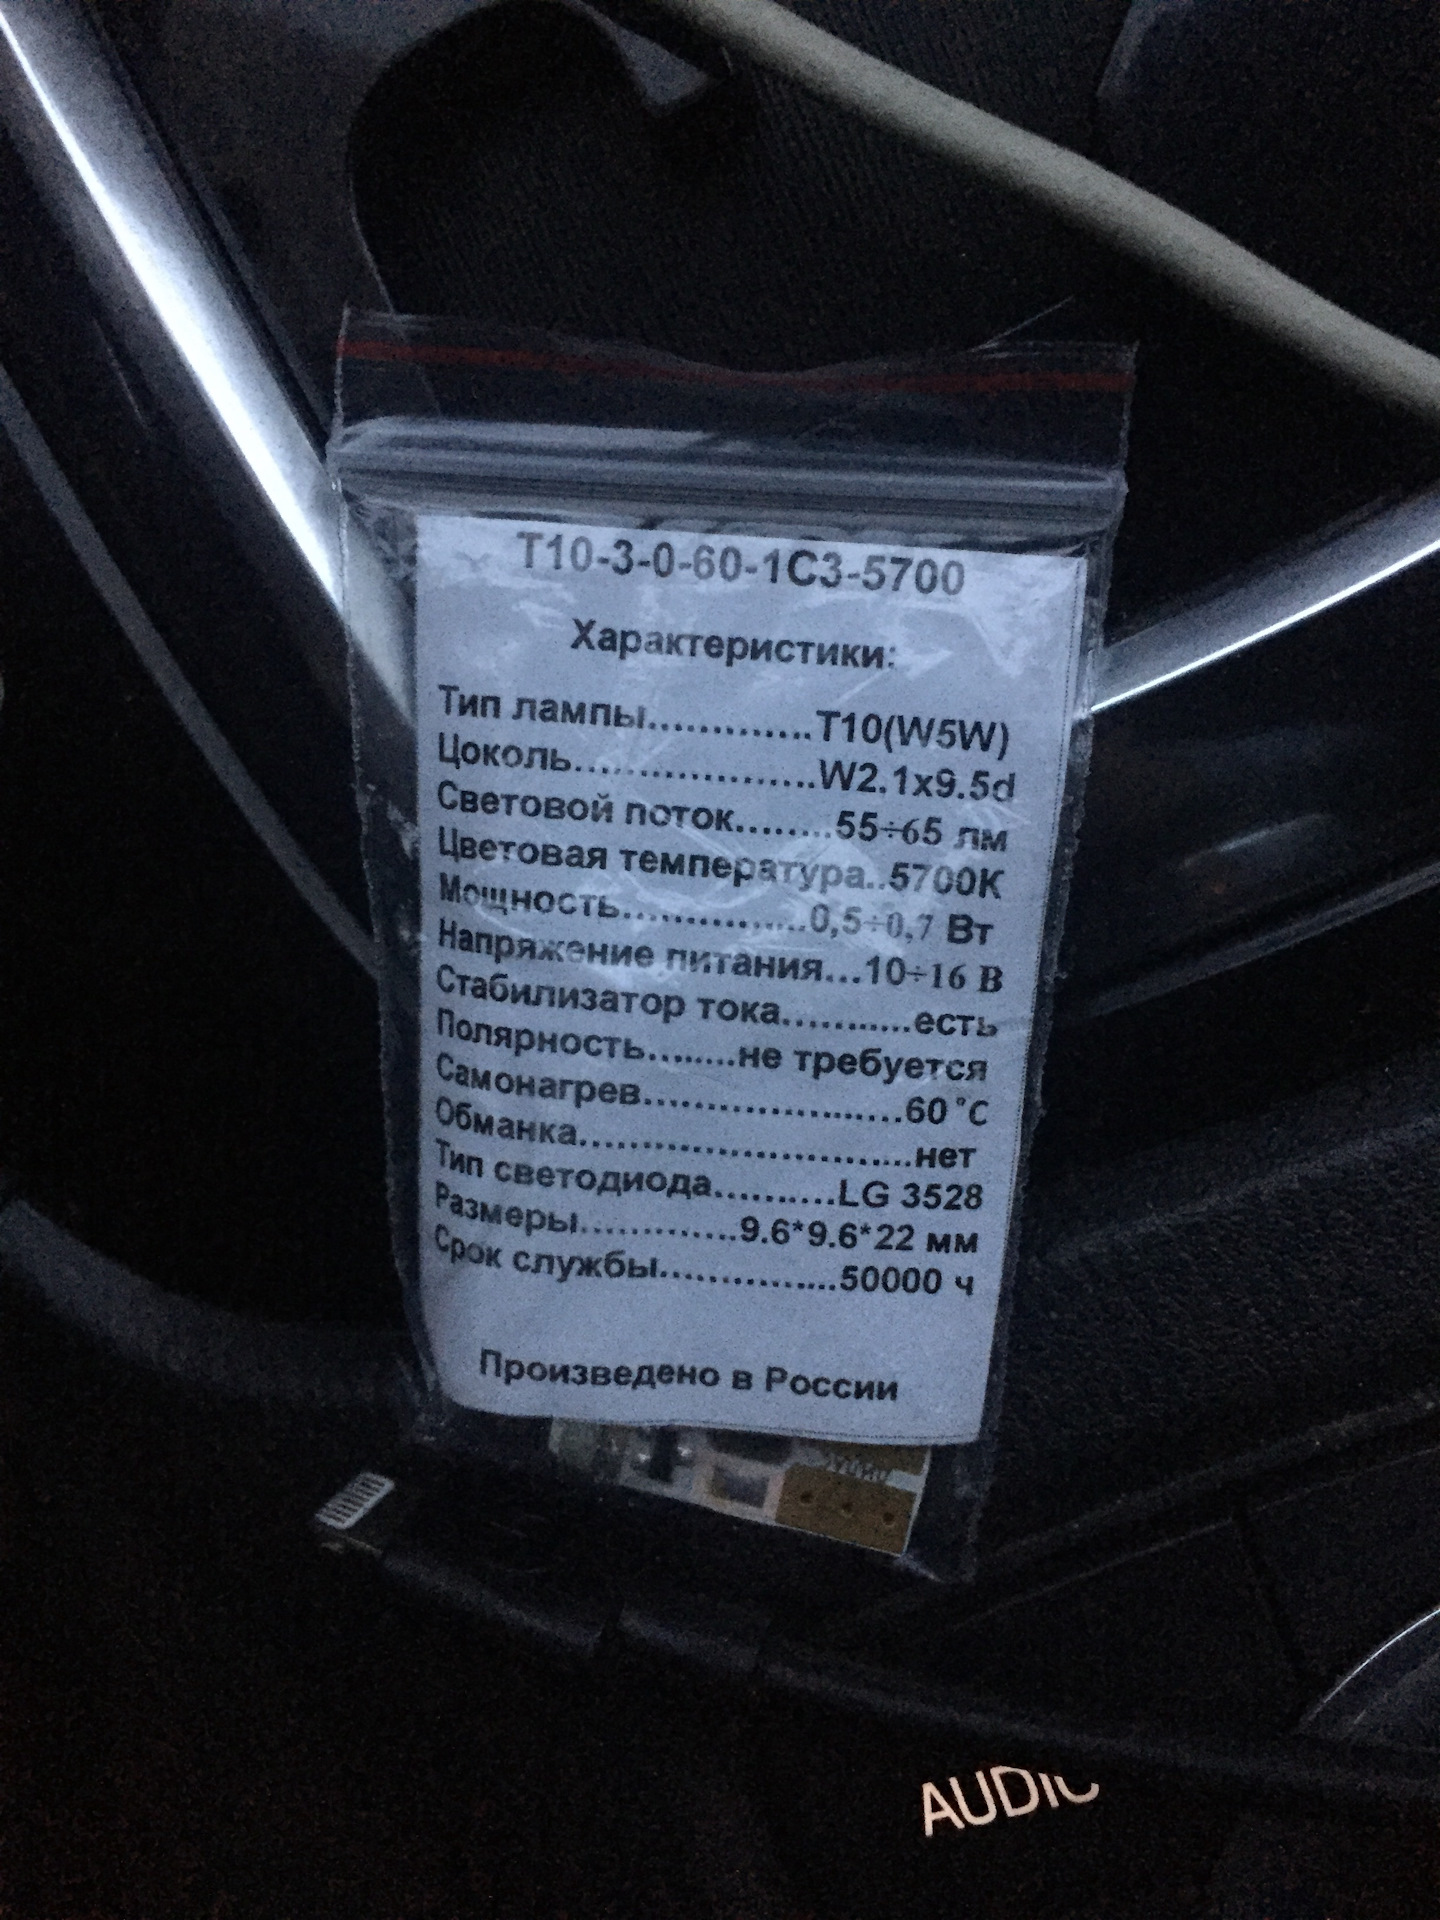 T10-3-0-60-1C3-5700
Характеристики:
Тип лампы.............T10(W5W)
Цоколь....................W2.1x9.5d
Световой поток........55÷65 лм
Цветовая температура..5700К
Мощность...............0,5÷0,7 Вт
Напряжение питания...10÷16 В
Стабилизатор тока...........есть
Полярность........не требуется
Самонагрев.....................60 °C
Обманка...........................нет
Тип светодиода..........LG 3528
Размеры.............9.6*9.6*22 мм
Срок службы...............50000 ч
Произведено в России
AUDIO